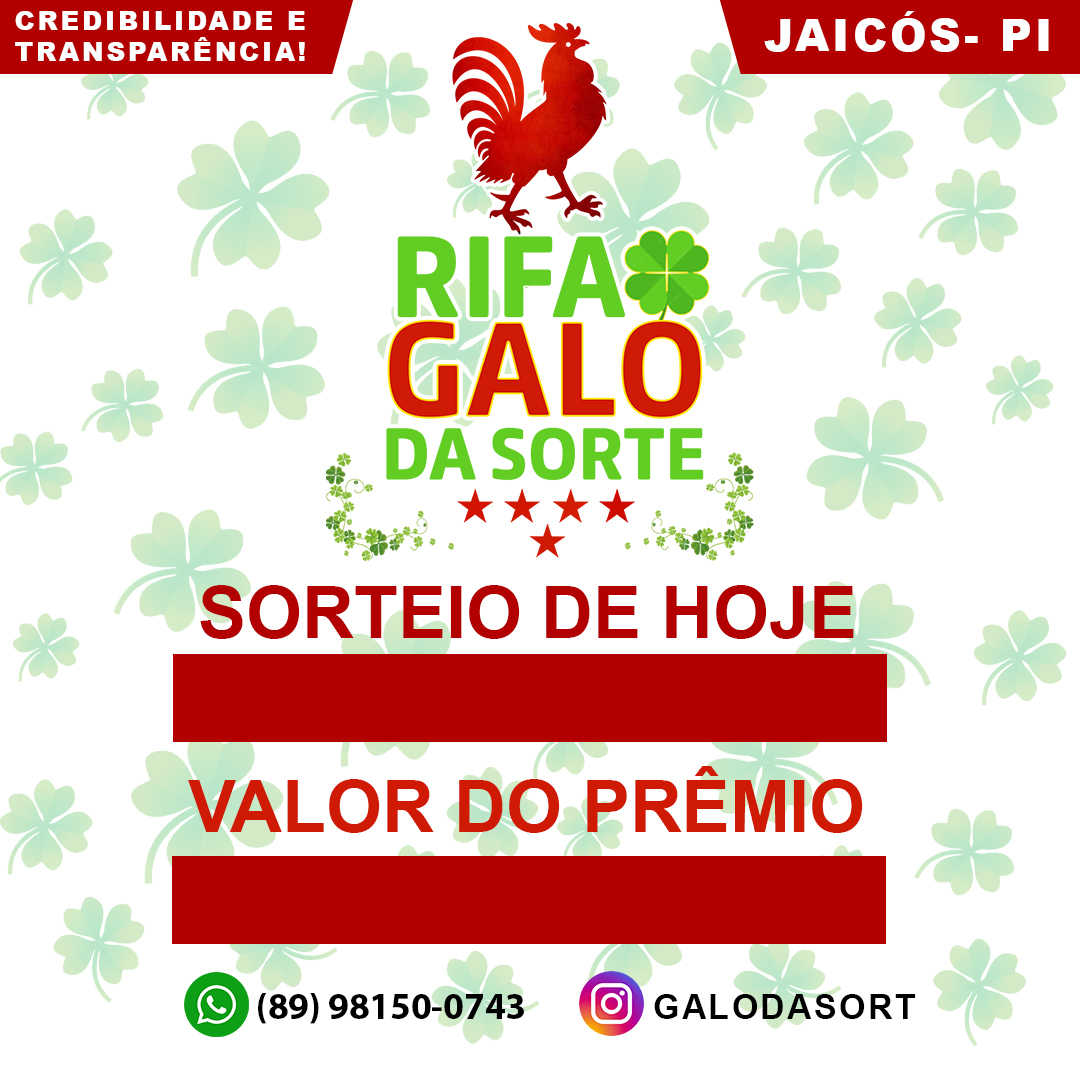 CREDIBILIDADE E
TRANSPARÊNCIA!
JAICÓS- PI
RIFA
GALO
DA SORTE
SORTEIO DE HOJE
VALOR DO PRÊMIO
(89) 98150-0743
GALODASORT